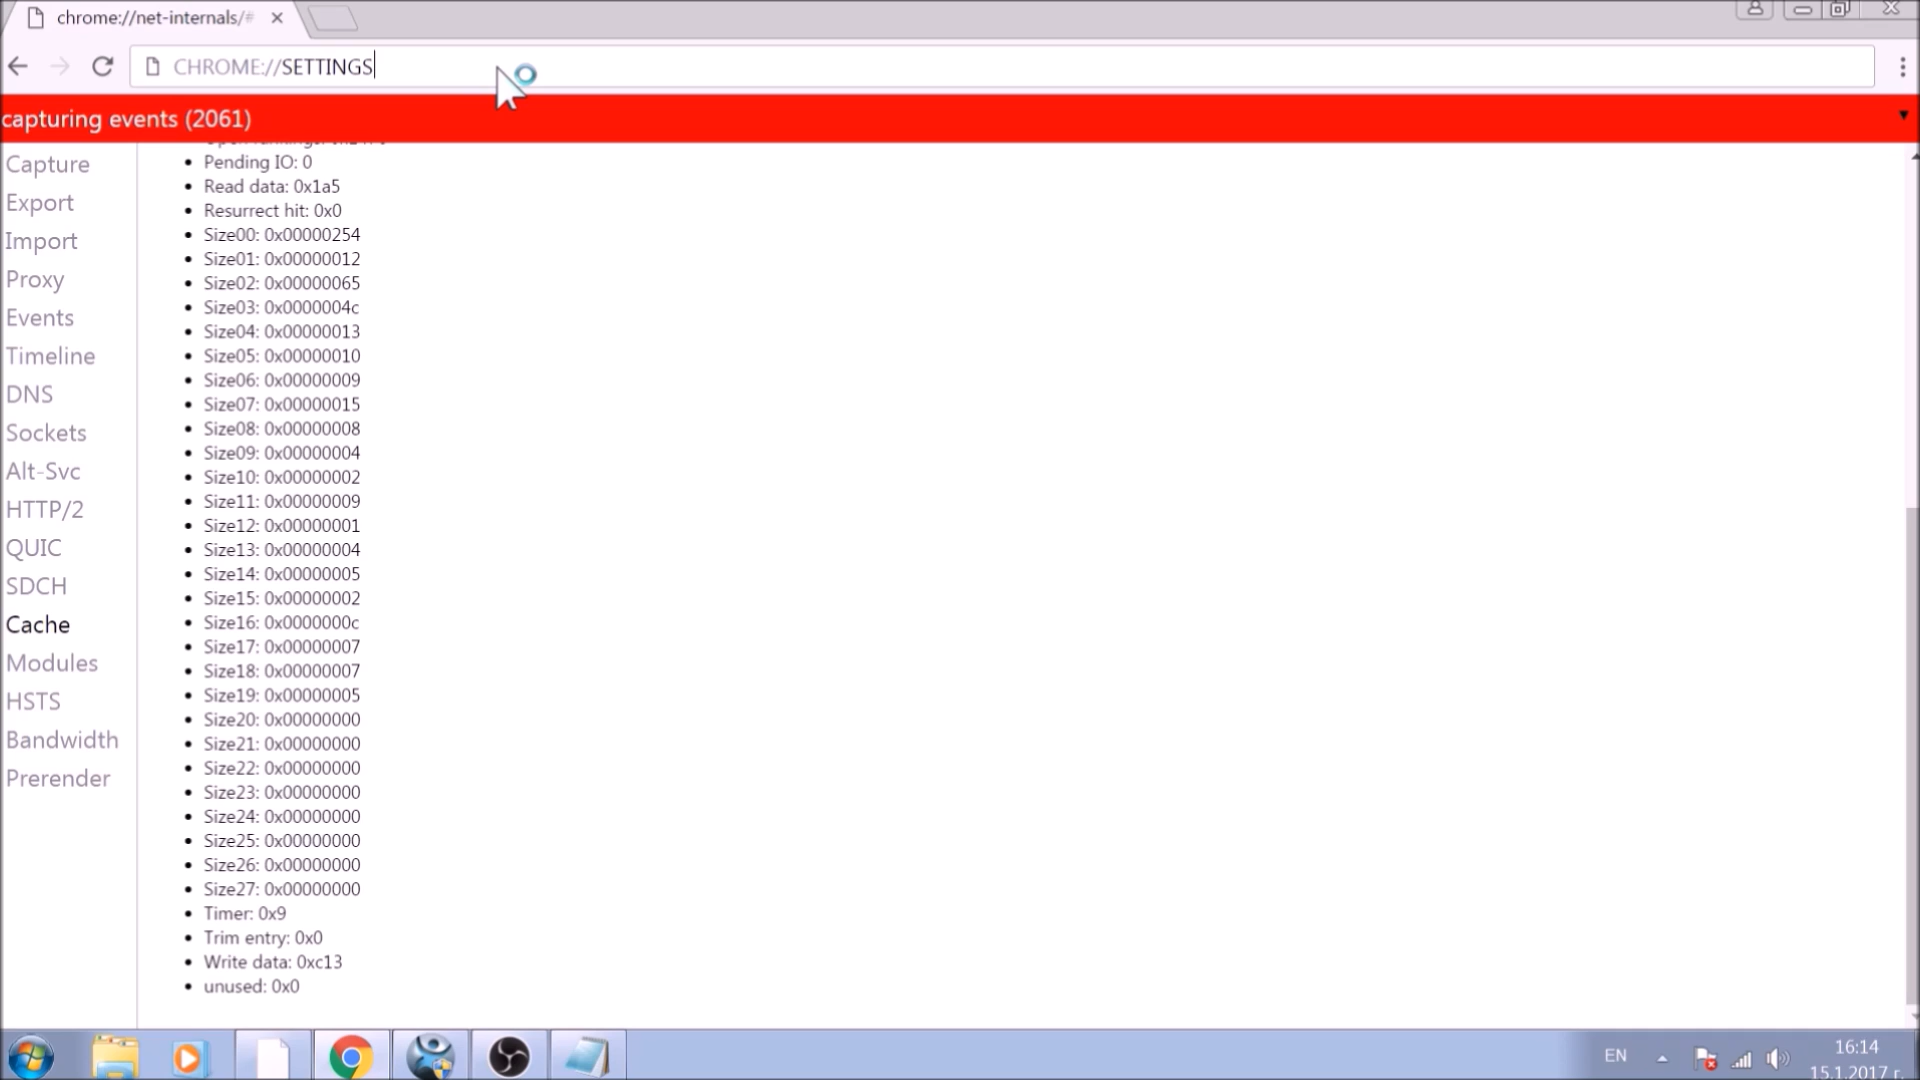 chrome://net-internals/#
CHROME://SETTINGS
capturing events (2061)
Capture
Export
Import
Proxy
Events
Timeline
DNS
Sockets
Alt-Svc
HTTP/2
QUIC
SDCH
Cache
Modules
HSTS
Bandwidth
Prerender
Pending IO: 0
Read data: 0x1a5
Resurrect hit: 0x0
Size00: 0x00000254
Size01: 0x00000012
Size02: 0x00000065
Size03: 0x0000004c
Size04: 0x00000013
Size05: 0x00000010
Size06: 0x00000009
Size07: 0x00000015
Size08: 0x00000008
Size09: 0x00000004
Size10: 0x00000002
Size11: 0x00000009
Size12: 0x00000001
Size13: 0x00000004
Size14: 0x00000005
Size15: 0x00000002
Size16: 0x0000000c
Size17: 0x00000007
Size18: 0x00000007
Size19: 0x00000005
Size20: 0x00000000
Size21: 0x00000000
Size22: 0x00000000
Size23: 0x00000000
Size24: 0x00000000
Size25: 0x00000000
Size26: 0x00000000
Size27: 0x00000000
Timer: 0x9
Trim entry: 0x0
Write data: 0xc13
unused: 0x0
EN
16:14
15.1.2017 г.